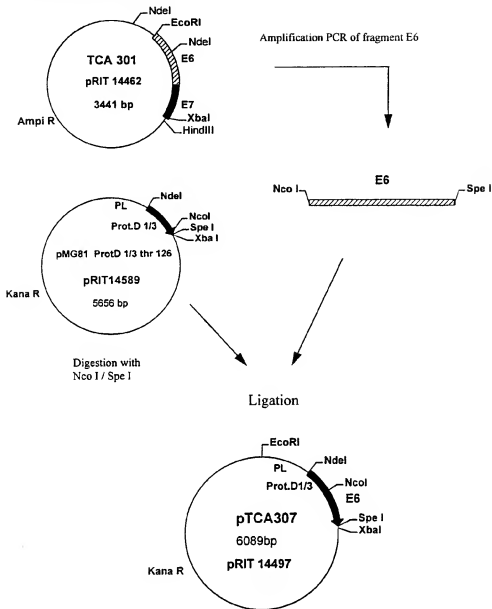 NdeI
EcoRI
NdeI
E6
TCA 301
pRIT 14462
3441 bp
E7
XbaI
HindIII
Ampi R
Amplification PCR of fragment E6
E6
Nco I
Spe I
NdeI
PL
Prot.D 1/3
NcoI
Spe I
Xba I
pMG81 ProtD 1/3 thr 126
pRIT14589
5656 bp
Kana R
Digestion with
Nco I / Spe I
Ligation
EcoRI
PL
NdeI
Prot.D1/3
NcoI
E6
Spe I
XbaI
pTCA307
6089bp
pRIT 14497
Kana R